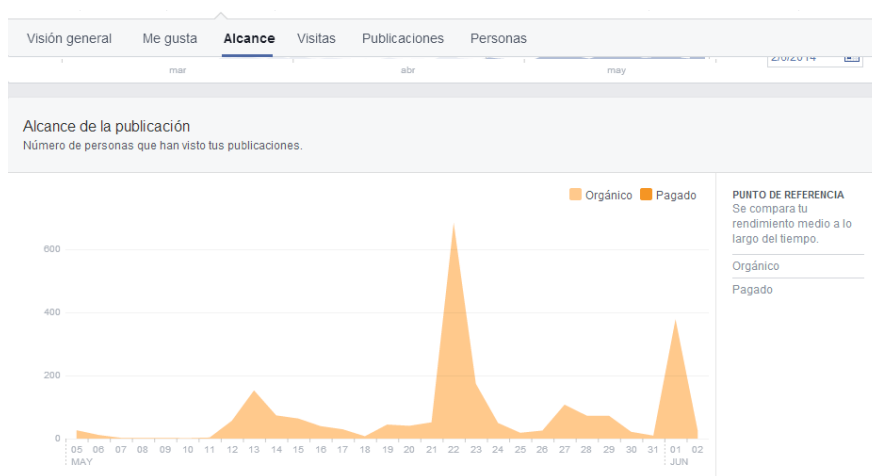 Visión general Me gusta Alcance Visitas Publicaciones Personas
2/6/2014
mar abr may
Alcance de la publicación
Número de personas que han visto tus publicaciones.
Orgánico Pagado
PUNTO DE REFERENCIA
Se compara tu
rendimiento medio a lo
largo del tiempo.
Orgánico
Pagado
600
400
200
0
05 06 07 08 09 10 11 12 13 14 15 16 17 18 19 20 21 22 23 24 25 26 27 28 29 30 31 01 02
MAY JUN